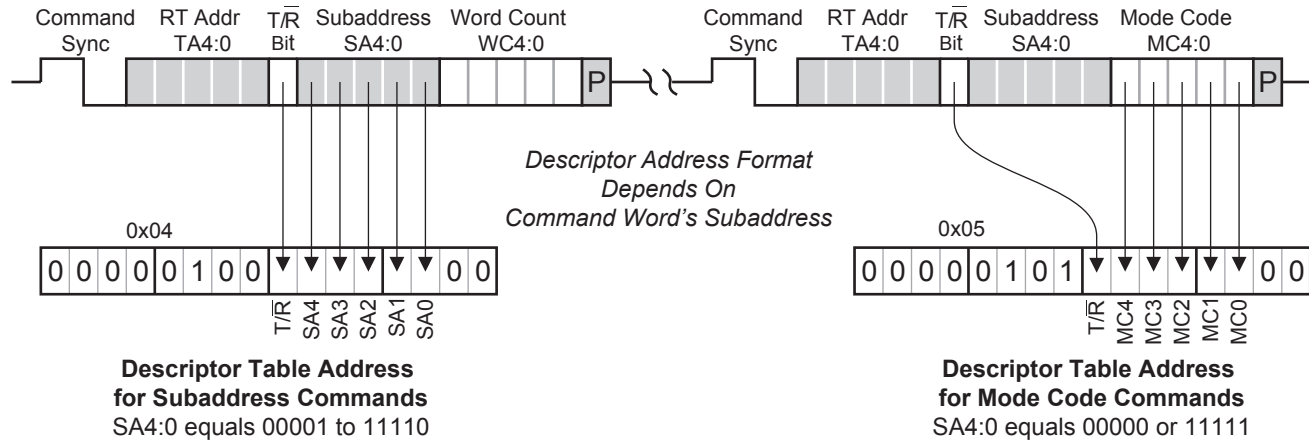 Command RT Addr T/R Subaddress Word Count Command RT Addr T/R Subaddress Mode Code
Sync TA4:0 Bit SA4:0 WC4:0 Sync TA4:0 Bit SA4:0 MC4:0
P P
Descriptor Address Format
Depends On
Command Word's Subaddress
0x04 0x05
0 0 0 0 0 1 0 0 0 0 0 0 0 0 0 1 0 1 0 0
T/R SA4 SA3 SA2 SA1 SA0 T/R MC4 MC3 MC2 MC1 MC0
Descriptor Table Address Descriptor Table Address
for Subaddress Commands for Mode Code Commands
SA4:0 equals 00001 to 11110 SA4:0 equals 00000 or 11111